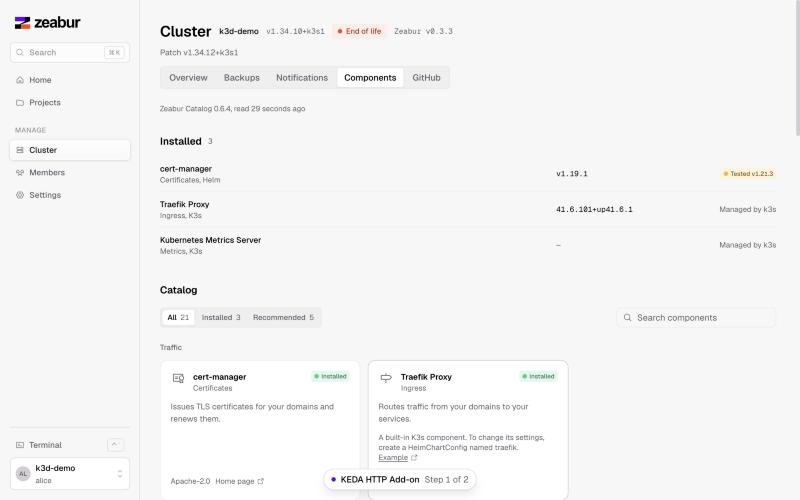 zeabur
Search ⌘K
Home
Projects
MANAGE
Cluster
Members
Settings
Terminal
AL
k3d-demo
alice
Cluster k3d-demo v1.34.10+k3s1 End of life Zeabur v0.3.3
Patch v1.34.12+k3s1
Overview Backups Notifications Components GitHub
Zeabur Catalog 0.6.4, read 29 seconds ago
Installed 3
cert-manager
Certificates, Helm
v1.19.1
Tested v1.21.3
Traefik Proxy
Ingress, K3s
41.6.101+up41.6.1
Managed by k3s
Kubernetes Metrics Server
Metrics, K3s
–
Managed by k3s
Catalog
All 21 Installed 3 Recommended 5
Search components
Traffic
cert-manager Installed
Certificates
Issues TLS certificates for your domains and
renews them.
Apache-2.0 Home page
Traefik Proxy Installed
Ingress
Routes traffic from your domains to your
services.
A built-in K3s component. To change its settings,
create a HelmChartConfig named traefik.
Example
KEDA HTTP Add-on Step 1 of 2